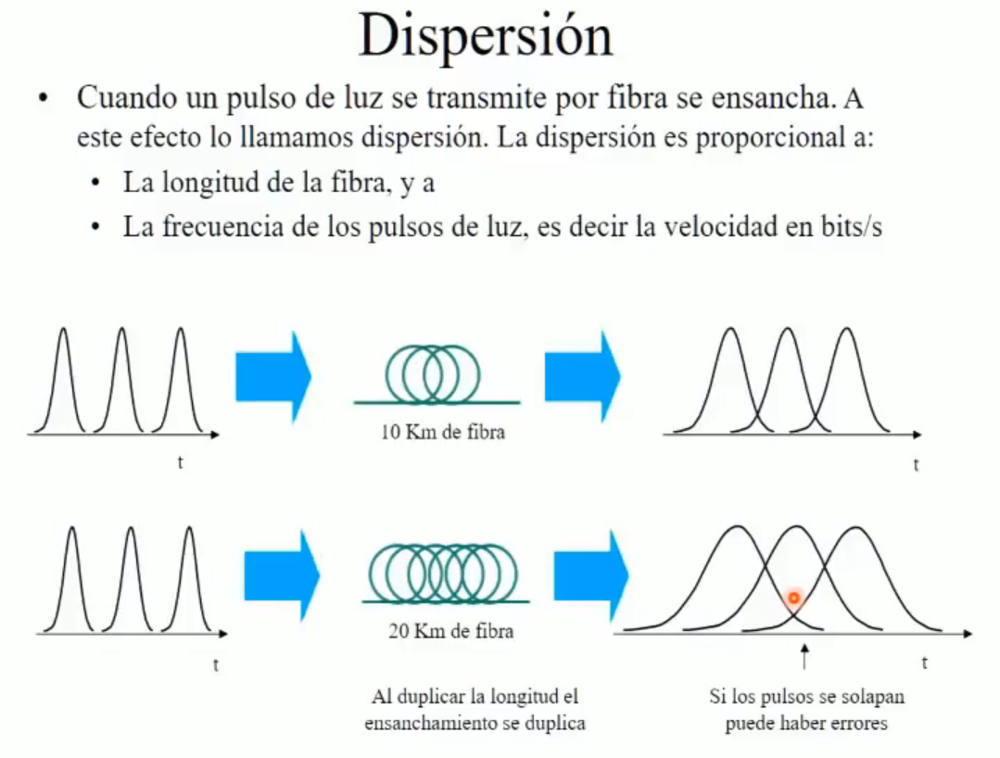 Dispersión
• Cuando un pulso de luz se transmite por fibra se ensancha. A
este efecto lo llamamos dispersión. La dispersión es proporcional a:
• La longitud de la fibra, y a
• La frecuencia de los pulsos de luz, es decir la velocidad en bits/s
10 Km de fibra
t
t
20 Km de fibra
t
t
Al duplicar la longitud el
ensanchamiento se duplica
Si los pulsos se solapan
puede haber errores